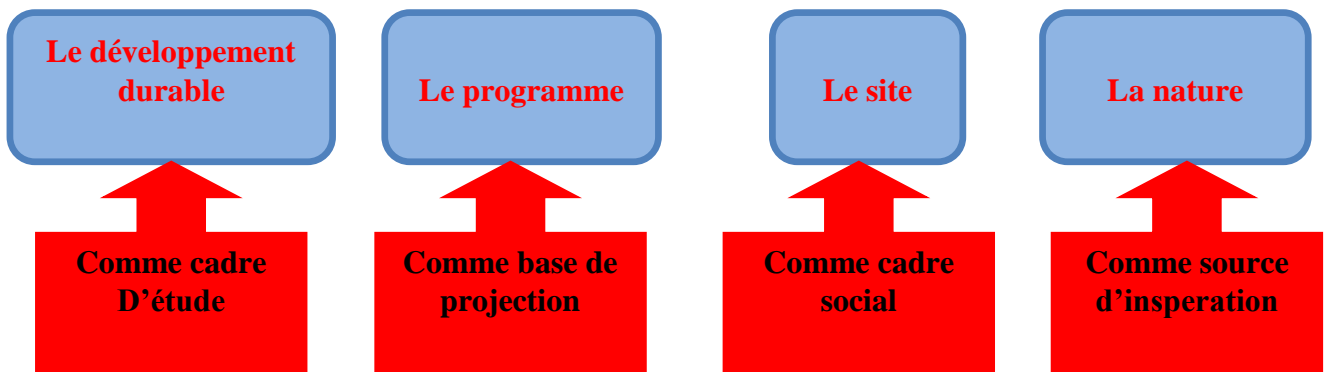 Le développement
durable
Le programme
Le site
La nature
Comme cadre
D’étude
Comme base de
projection
Comme cadre
social
Comme source
d’insperation